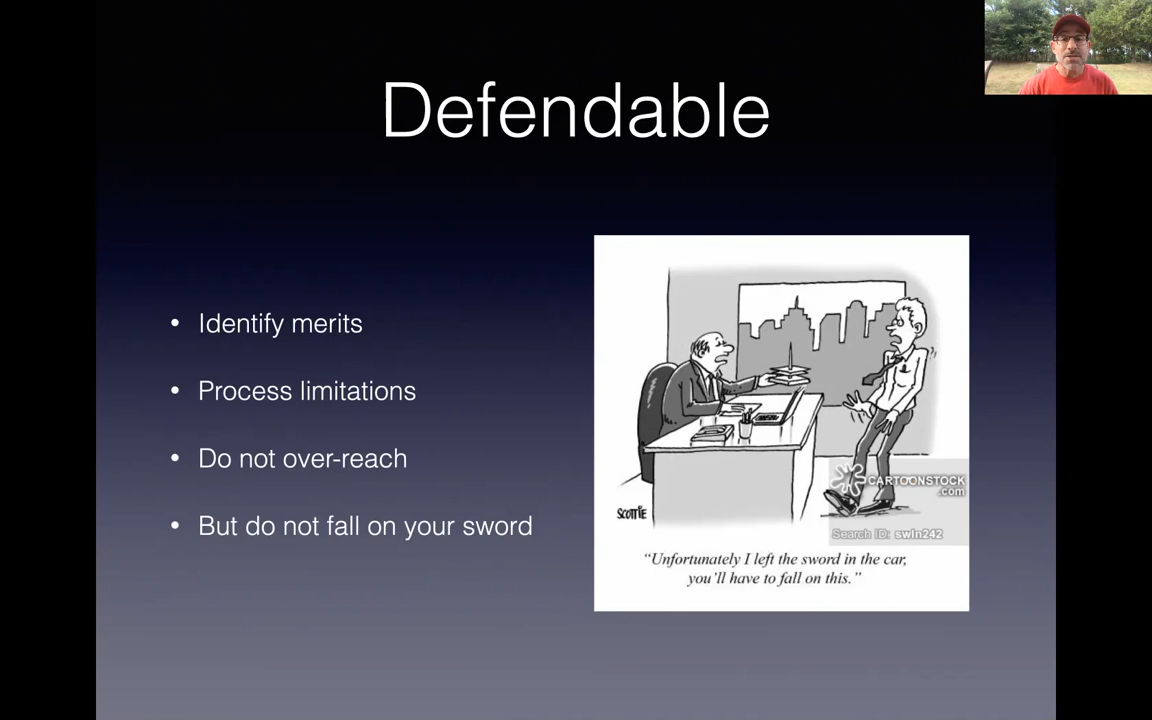 Defendable
• Identify merits
• Process limitations
• Do not over-reach
• But do not fall on your sword
SCOTTIE
CARTOONSTOCK
.com
Search ID: swln242
“Unfortunately I left the sword in the car,
you’ll have to fall on this.”